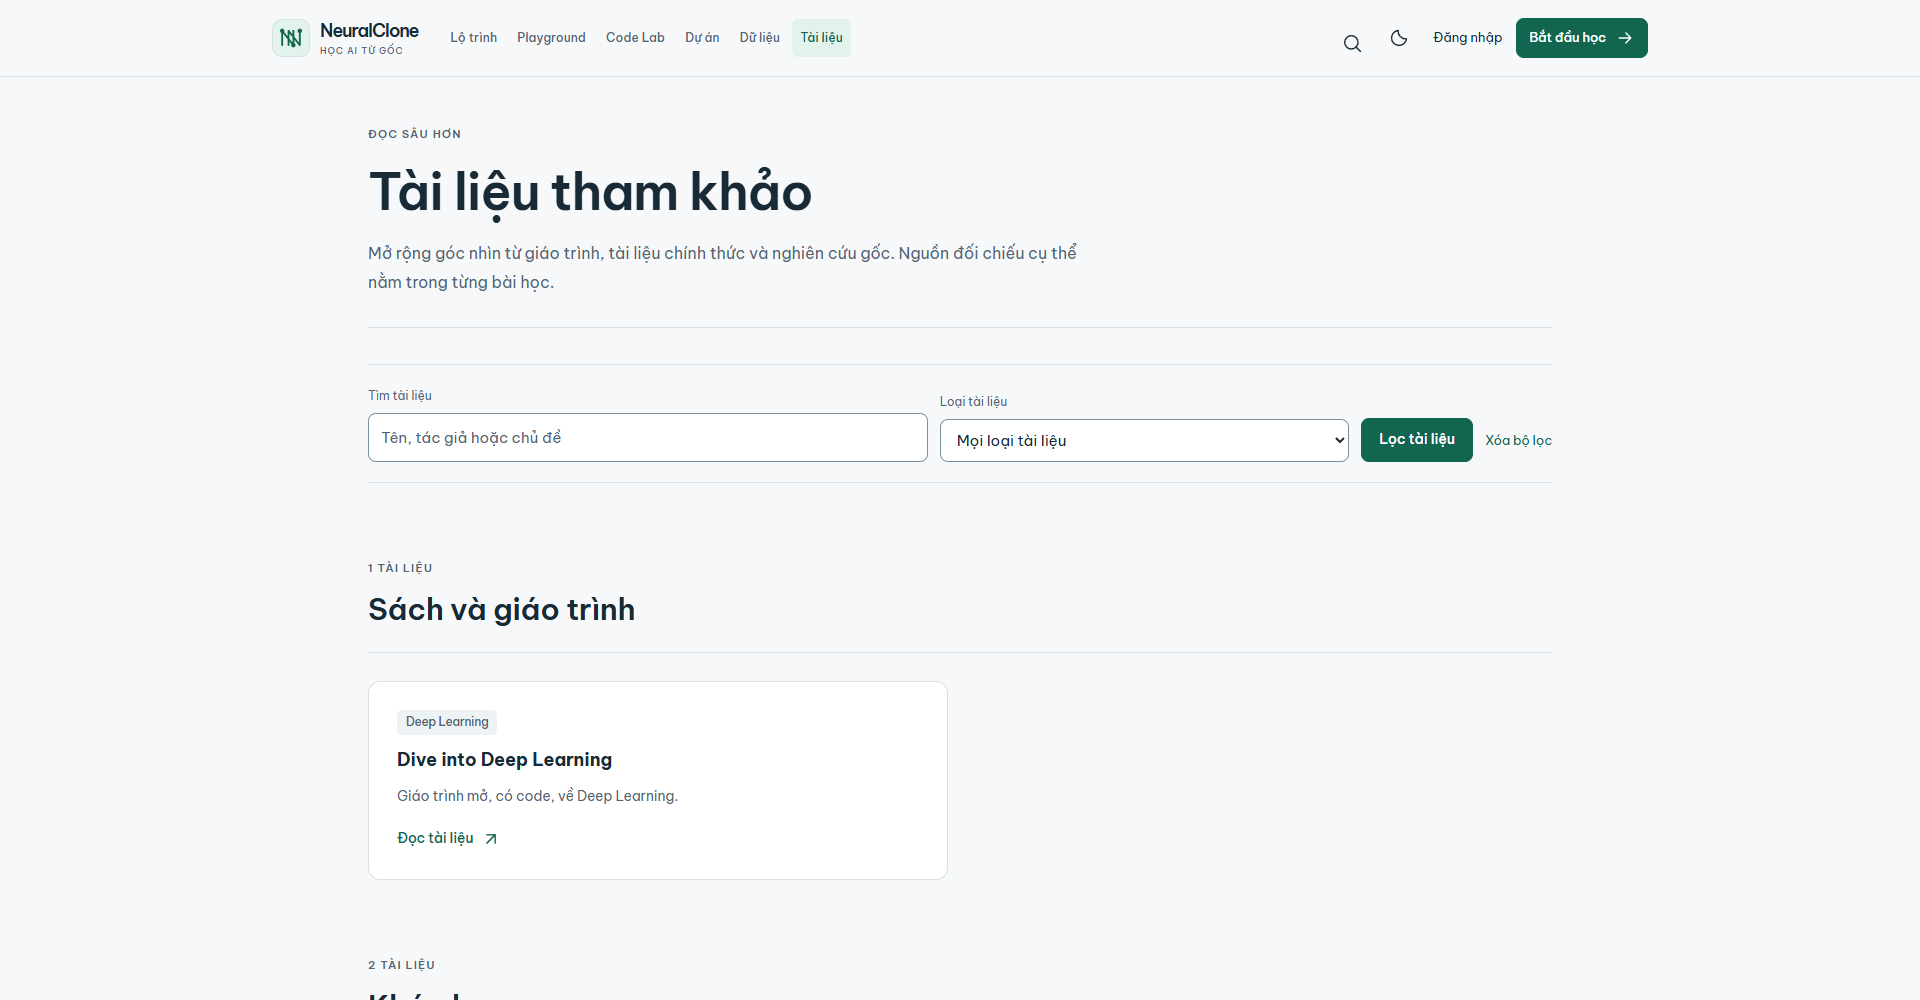 NeuralClone
HỌC AI TỪ GỐC
Lộ trình
Playground
Code Lab
Dự án
Dữ liệu
Tài liệu
Đăng nhập
Bắt đầu học
ĐỌC SÂU HƠN
Tài liệu tham khảo
Mở rộng góc nhìn từ giáo trình, tài liệu chính thức và nghiên cứu gốc. Nguồn đối chiếu cụ thể
nằm trong từng bài học.
Tìm tài liệu
Tên, tác giả hoặc chủ đề
Loại tài liệu
Mọi loại tài liệu
Lọc tài liệu
Xóa bộ lọc
1 TÀI LIỆU
Sách và giáo trình
Deep Learning
Dive into Deep Learning
Giáo trình mở, có code, về Deep Learning.
Đọc tài liệu
2 TÀI LIỆU